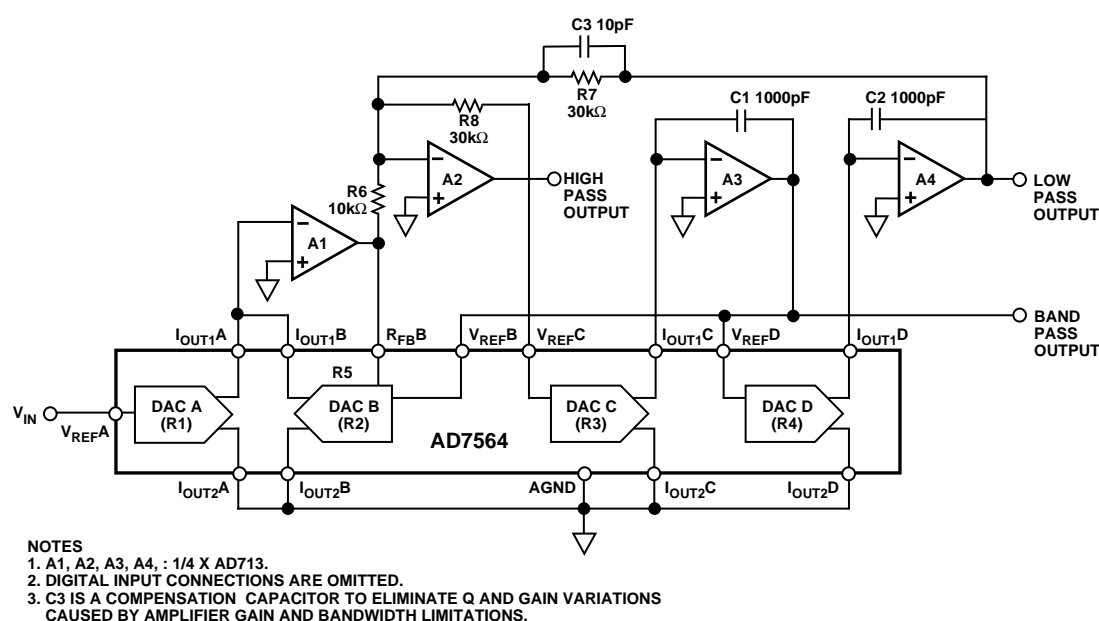 C3 10pF
R7
30kΩ
C1 1000pF
C2 1000pF
R8
30kΩ
R6
10kΩ
A1
A2
A3
A4
HIGH
PASS
OUTPUT
LOW
PASS
OUTPUT
BAND
PASS
OUTPUT
IOUT1A
IOUT1B
RFBB
VREFB
VREFC
IOUT1C
VREFD
IOUT1D
R5
VIN
VREFA
DAC A
(R1)
DAC B
(R2)
DAC C
(R3)
DAC D
(R4)
AD7564
IOUT2A
IOUT2B
AGND
IOUT2C
IOUT2D
NOTES
1. A1, A2, A3, A4, : 1/4 X AD713.
2. DIGITAL INPUT CONNECTIONS ARE OMITTED.
3. C3 IS A COMPENSATION CAPACITOR TO ELIMINATE Q AND GAIN VARIATIONS
CAUSED BY AMPLIFIER GAIN AND BANDWIDTH LIMITATIONS.